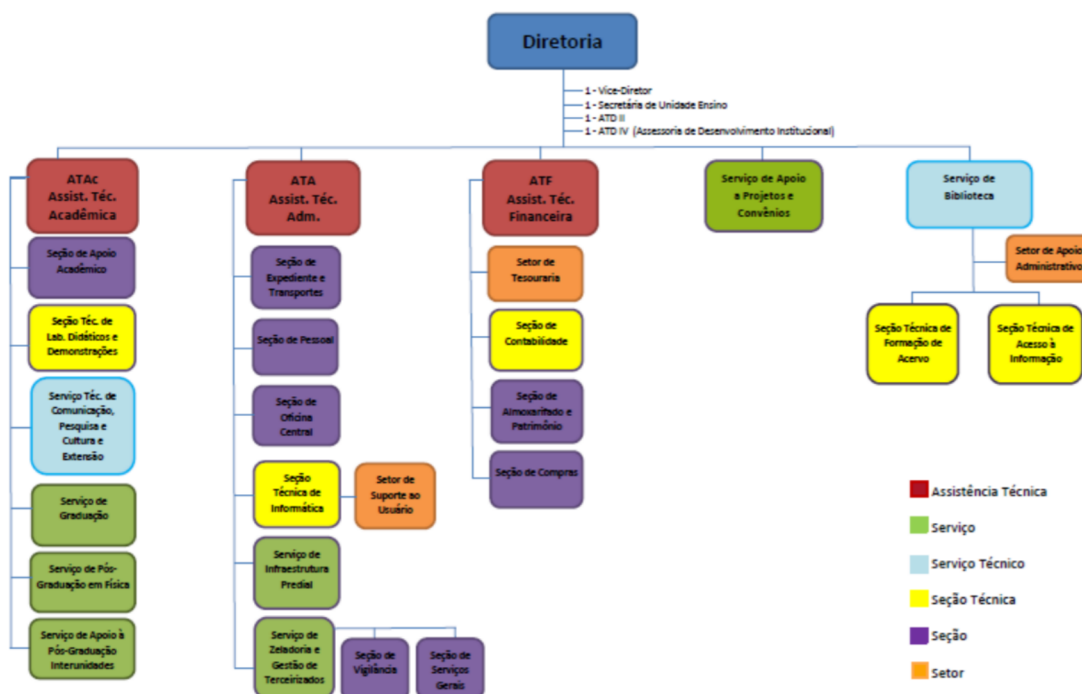 Diretoria
1 - Vice-Diretor
1 - Secretária de Unidade Ensino
1 - ATD II
1 - ATD IV (Assessoria de Desenvolvimento Institucional)
ATAc
Assist. Téc.
Acadêmica
Seção de Apoio
Acadêmico
Seção Téc. de
Lab. Didáticos e
Demonstrações
Serviço Téc. de
Comunicação,
Pesquisa e
Cultura e
Extensão
Serviço de
Graduação
Serviço de Pós-
Graduação em Física
Serviço de Apoio à
Pós-Graduação
Interunidades
ATA
Assist. Téc.
Adm.
Seção de
Expediente e
Transportes
Seção de Pessoal
Seção de
Oficina
Central
Seção
Técnica de
Informática
Setor de
Suporte ao
Usuário
Serviço de
Infraestrutura
Predial
Serviço de
Zeladoria e
Gestão de
Terceirizados
Seção de
Vigilância
Seção de
Serviços
Gerais
ATF
Assist. Téc.
Financeira
Setor de
Tesouraria
Seção de
Contabilidade
Seção de
Almoxarifado e
Patrimônio
Seção de Compras
Serviço de Apoio
a Projetos e
Convênios
Serviço de
Biblioteca
Setor de Apoio
Administrativo
Seção Técnica de
Formação de
Acervo
Seção Técnica de
Acesso à
Informação
Assistência Técnica
Serviço
Serviço Técnico
Seção Técnica
Seção
Setor